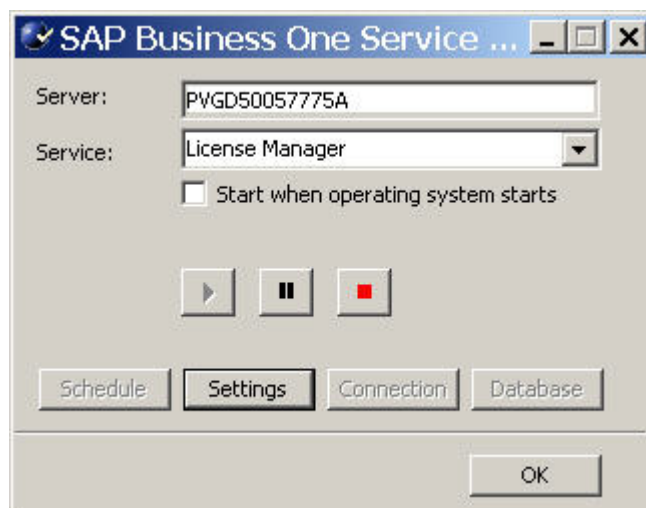 SAP Business One Service ...
Server: PVGD50057775A
Service: License Manager
Start when operating system starts
Schedule Settings Connection Database
OK